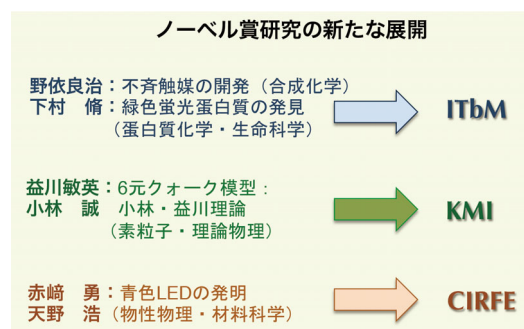 ノーベル賞研究の新たな展開
野依良治：不斉触媒の開発（合成化学）
下村　脩：緑色蛍光蛋白質の発見
（蛋白質化学・生命科学）
ITbM
益川敏英：6元クォーク模型：
小林　誠　小林・益川理論
（素粒子・理論物理）
KMI
赤﨑　勇：青色LEDの発明
天野　浩（物性物理・材料科学）
CIRFE